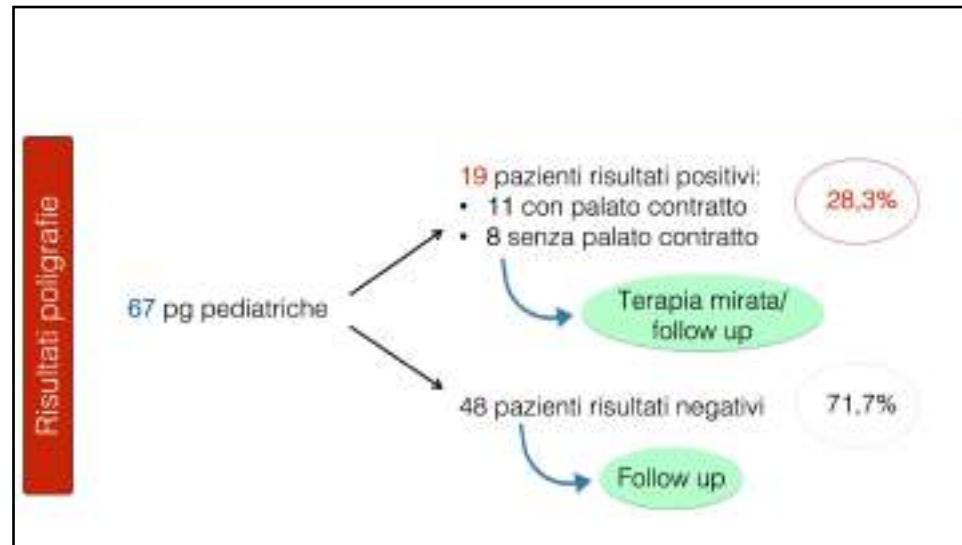 Risultati poligrafie
67 pg pediatriche
19 pazienti risultati positivi:
• 11 con palato contratto
• 8 senza palato contratto
28,3%
Terapia mirata/
follow up
48 pazienti risultati negativi
71,7%
Follow up